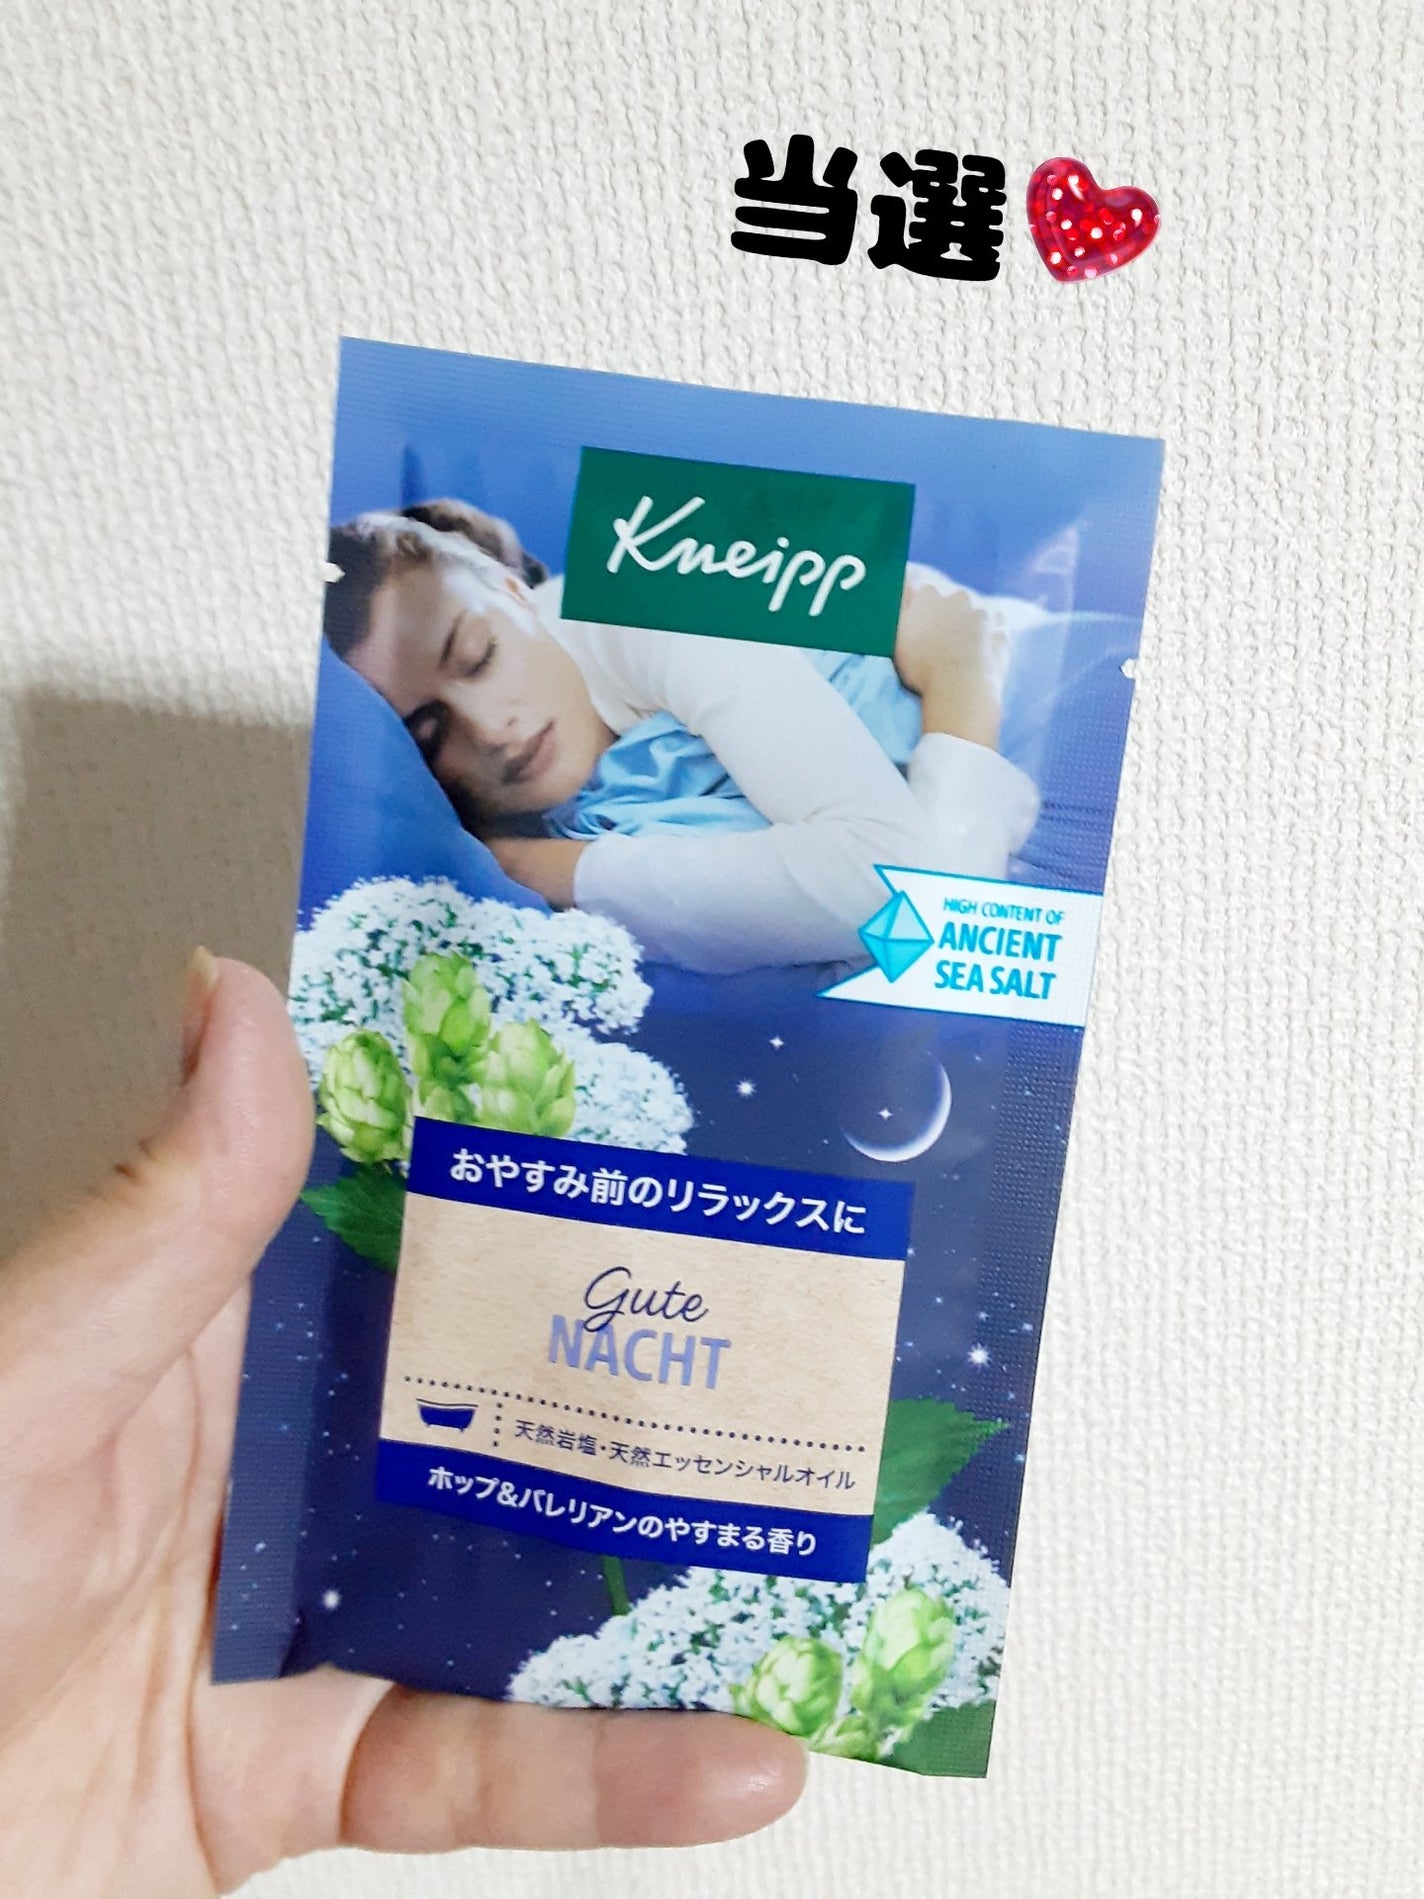 当選
Kneipp
HIGH CONTENT OF
ANCIENT
SEA SALT
おやすみ前のリラックスに
Gute
NACHT
天然岩塩・天然エッセンシャルオイル
ホップ&バレリアンのやすまる香り